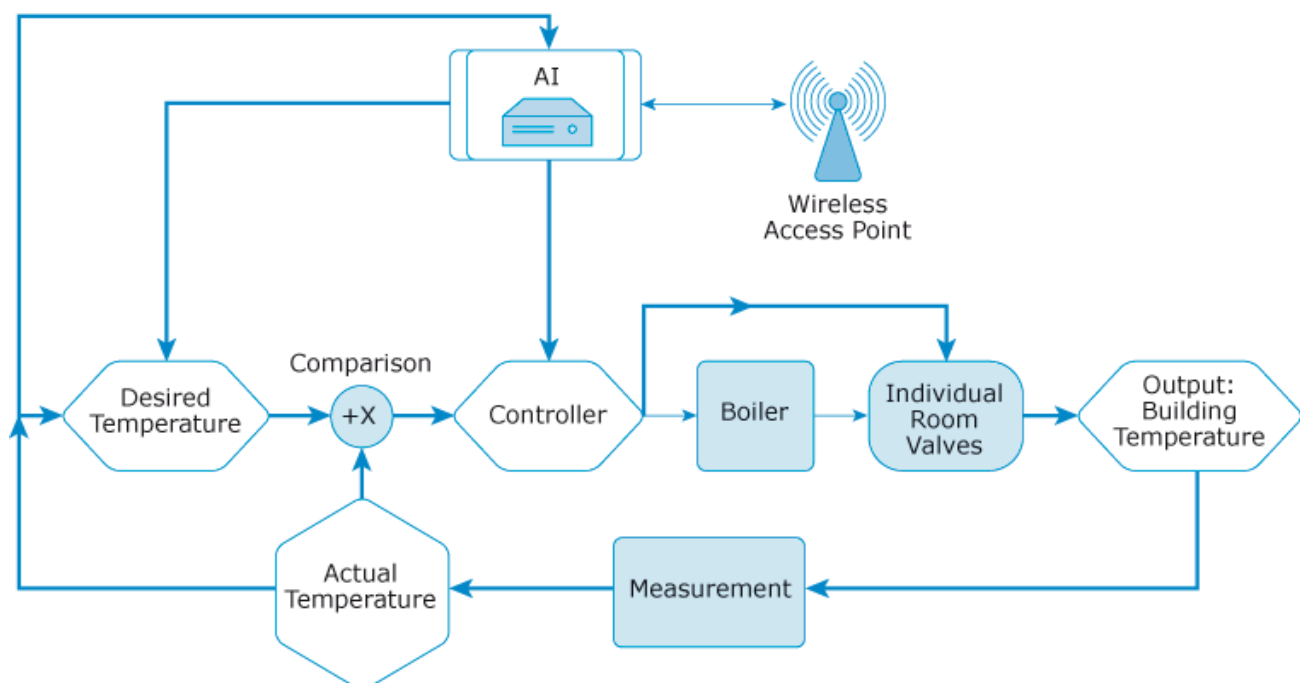 AI
Wireless
Access Point
Comparison
Desired
Temperature
+X
Controller
Boiler
Individual
Room
Valves
Output:
Building
Temperature
Actual
Temperature
Measurement